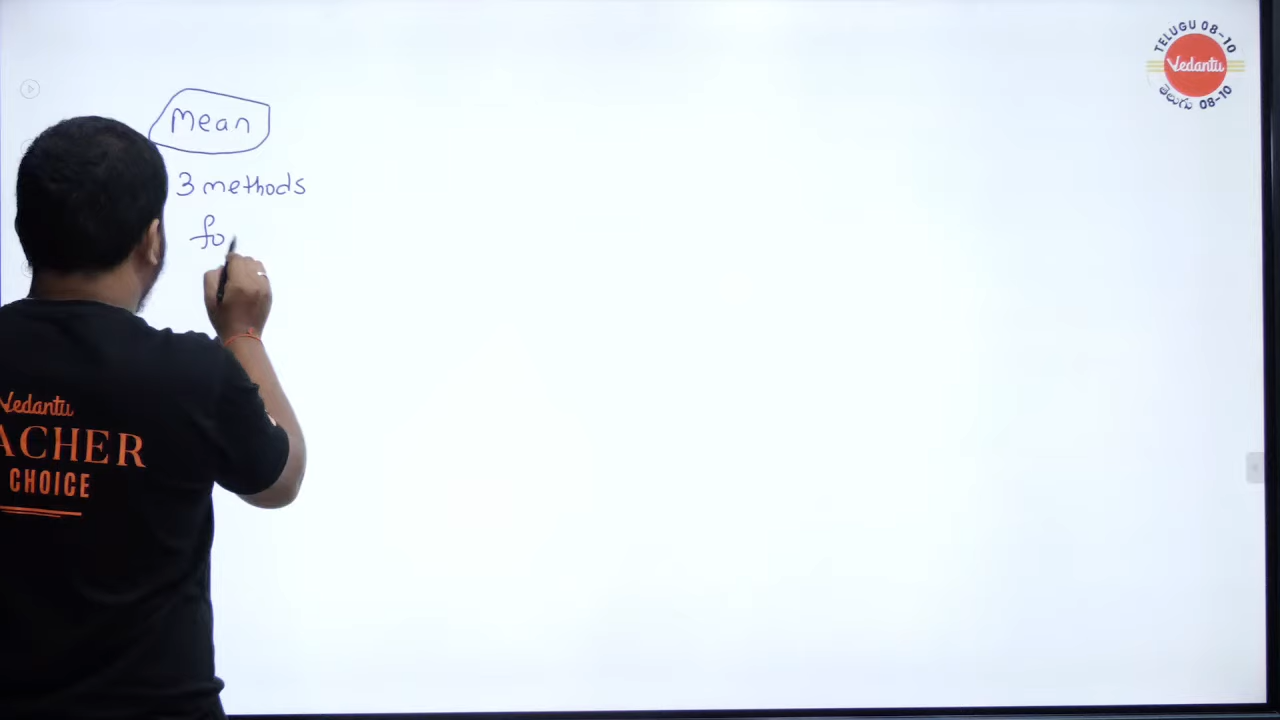 TELUGU 08-10
Vedantu
తెలుగు 08-10
Mean
3 methods
fo
Vedantu
ACHER
CHOICE